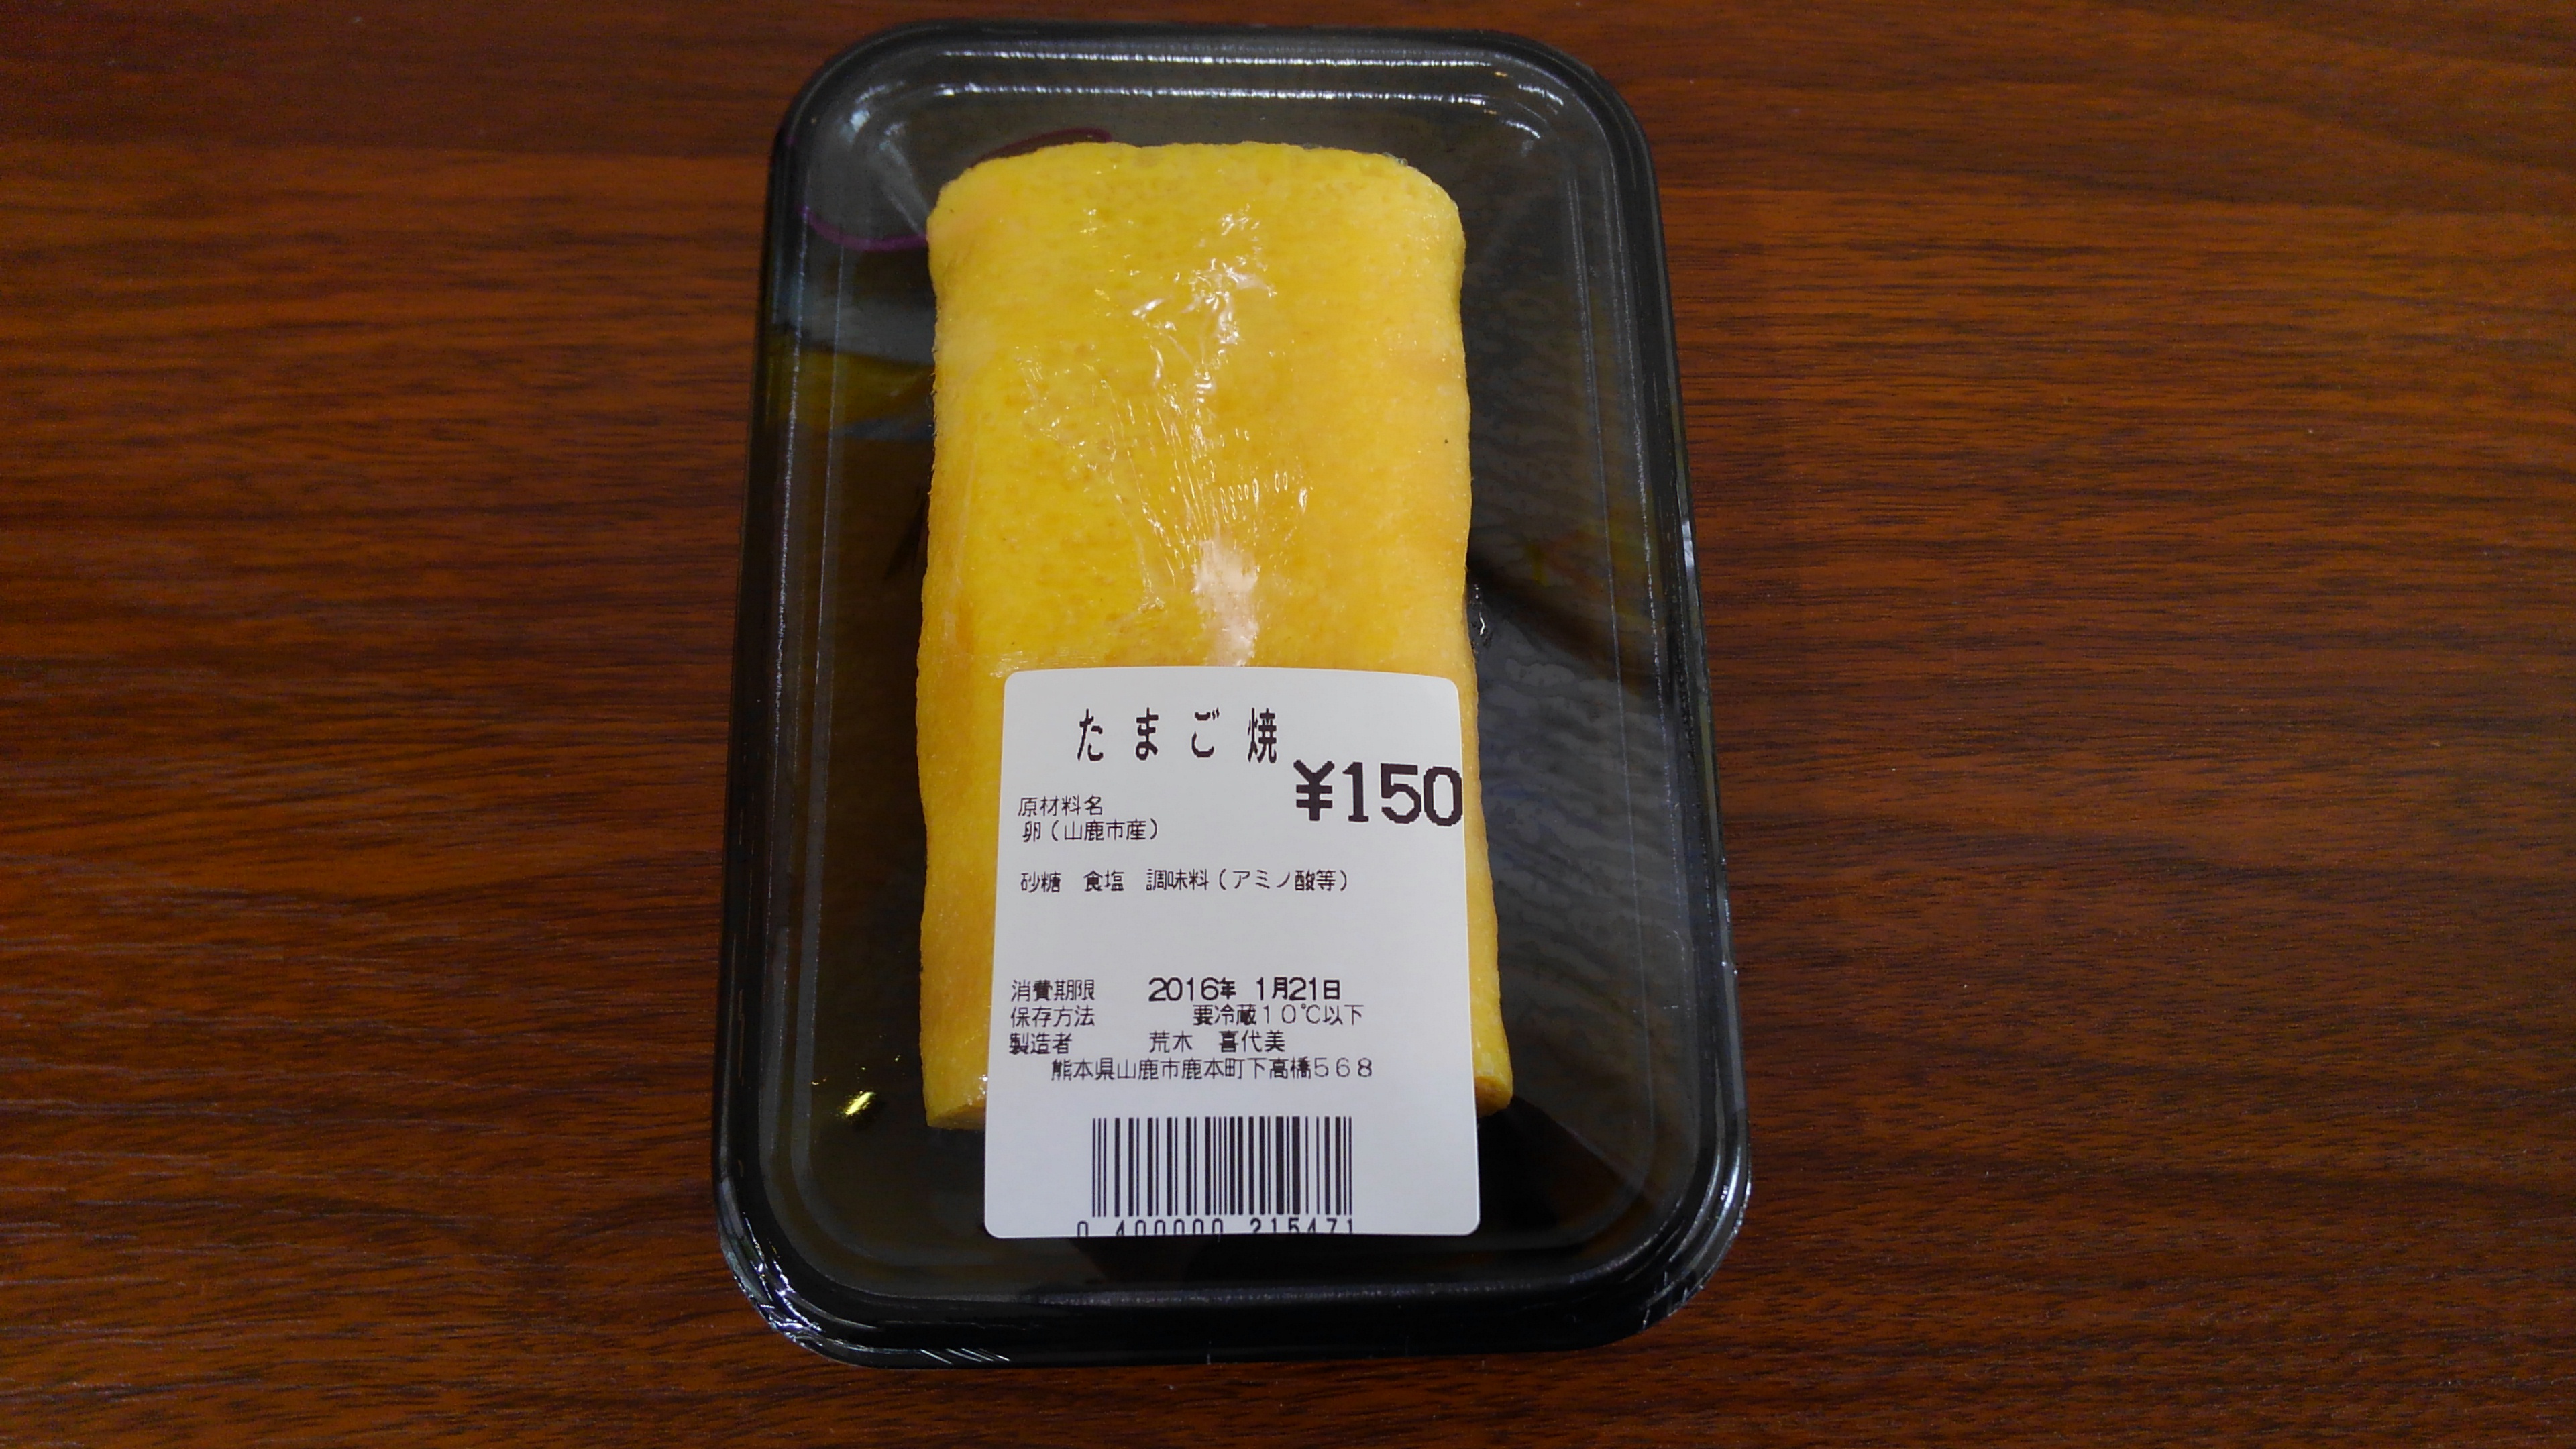 たまご焼
¥150
原材料名
卵（山鹿市産）
砂糖　食塩　調味料（アミノ酸等）
消費期限　2016年 1月21日
保存方法　要冷蔵１０℃以下
製造者　荒木　喜代美
熊本県山鹿市鹿本町下高橋５６８
0 400000 215471